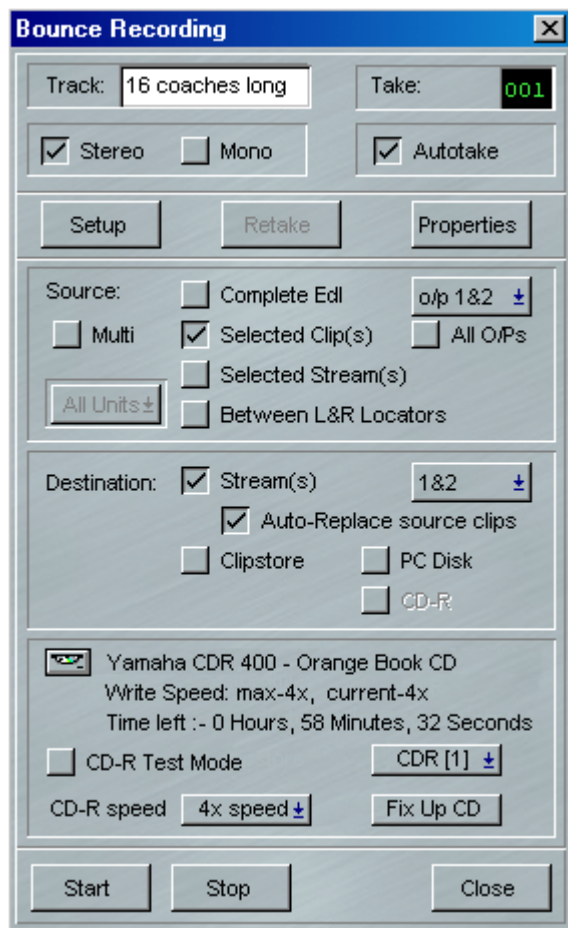 Bounce Recording
Track: 16 coaches long Take: 001
Stereo Mono Autotake
Setup Retake Properties
Source: Complete Edl o/p 1&2
Multi Selected Clip(s) All O/Ps
Selected Stream(s)
All Units
Between L&R Locators
Destination: Stream(s) 1&2
Auto-Replace source clips
Clipstore PC Disk
CD-R
Yamaha CDR 400 - Orange Book CD
Write Speed: max-4x, current-4x
Time left :- 0 Hours, 58 Minutes, 32 Seconds
CD-R Test Mode CDR [1]
CD-R speed 4x speed Fix Up CD
Start Stop Close